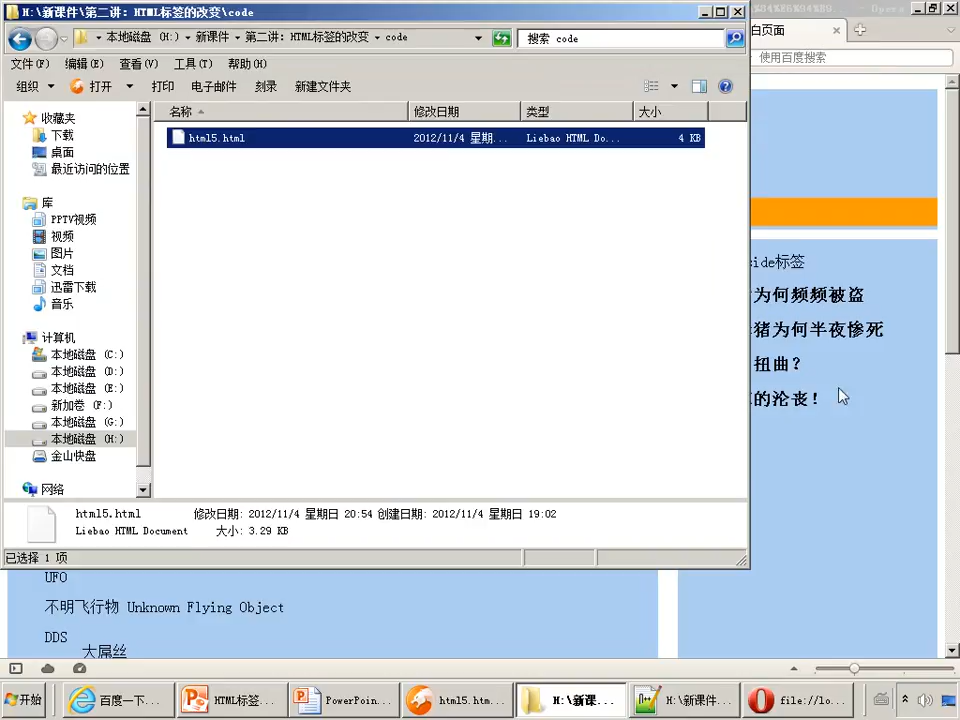 H:\新课件\第二讲: HTML标签的改变\code
Opera
本地磁盘 (H:) 新课件 第二讲: HTML标签的改变 code
搜索 code
白页面
文件(F) 编辑(E) 查看(V) 工具(T) 帮助(H)
使用百度搜索
组织 打开 打印 电子邮件 刻录 新建文件夹
名称 修改日期 类型 大小
html5.html 2012/11/4 星期... Liebao HTML Do... 4 KB
收藏夹
下载
桌面
最近访问的位置
库
PPTV视频
视频
图片
文档
迅雷下载
音乐
计算机
本地磁盘 (C:)
本地磁盘 (D:)
本地磁盘 (E:)
新加卷 (F:)
本地磁盘 (G:)
本地磁盘 (H:)
金山快盘
网络
side标签
为何频频被盗
猪为何半夜惨死
扭曲?
的沦丧!
html5.html 修改日期: 2012/11/4 星期日 20:54 创建日期: 2012/11/4 星期日 19:02
Liebao HTML Document 大小: 3.29 KB
已选择 1 项
UFO
不明飞行物 Unknown Flying Object
DDS
大屌丝
开始 百度一下... HTML标签... PowerPoin... html5.htm... H:\新课... H:\新课件... file://lo...